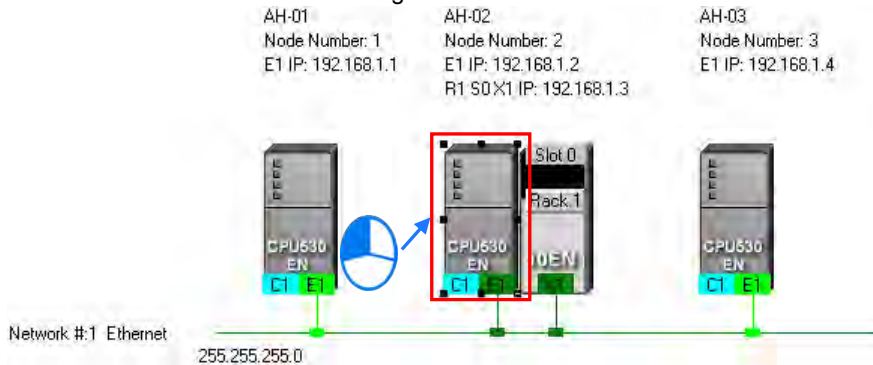 AH-01
Node Number: 1
E1 IP: 192.168.1.1
AH-02
Node Number: 2
E1 IP: 192.168.1.2
R1 S0 X1 IP: 192.168.1.3
AH-03
Node Number: 3
E1 IP: 192.168.1.4
CPU530
EN
C1 E1
CPU530
EN
C1 E1
Slot 0
Rack 1
10EN
X1
CPU530
EN
C1 E1
Network #:1 Ethernet
255.255.255.0